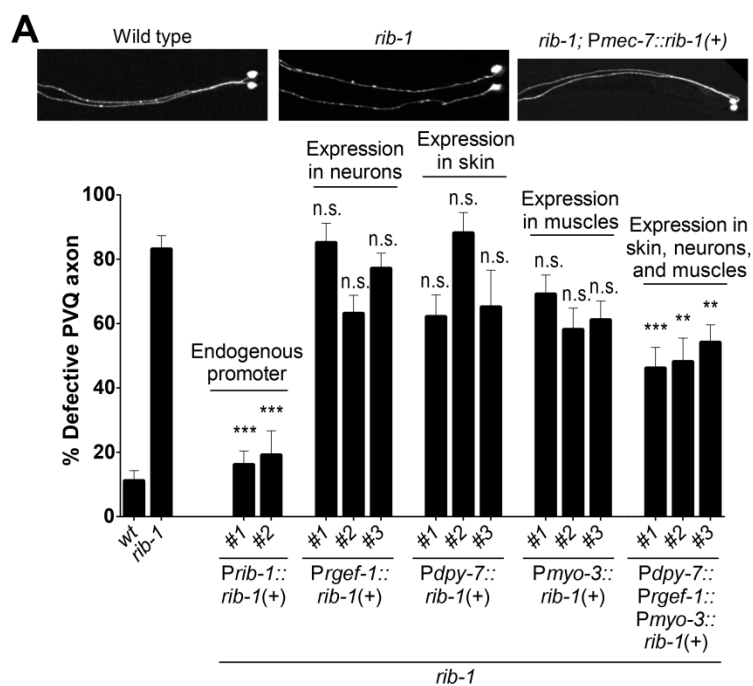 A
Wild type
rib-1
rib-1; Pmec-7::rib-1(+)
Expression
in neurons
Expression
in skin
Expression
in muscles
Expression in
skin, neurons,
and muscles
Endogenous
promoter
n.s.
n.s.
n.s.
n.s.
n.s.
n.s.
n.s.
n.s.
n.s.
***
***
***
**
**
% Defective PVQ axon
100
80
60
40
20
0
wt
rib-1
#1
#2
#1
#2
#3
#1
#2
#3
#1
#2
#3
#1
#2
#3
Prib-1::
rib-1(+)
Prgef-1::
rib-1(+)
Pdpy-7::
rib-1(+)
Pmyo-3::
rib-1(+)
Pdpy-7::
Prgef-1::
Pmyo-3::
rib-1(+)
rib-1